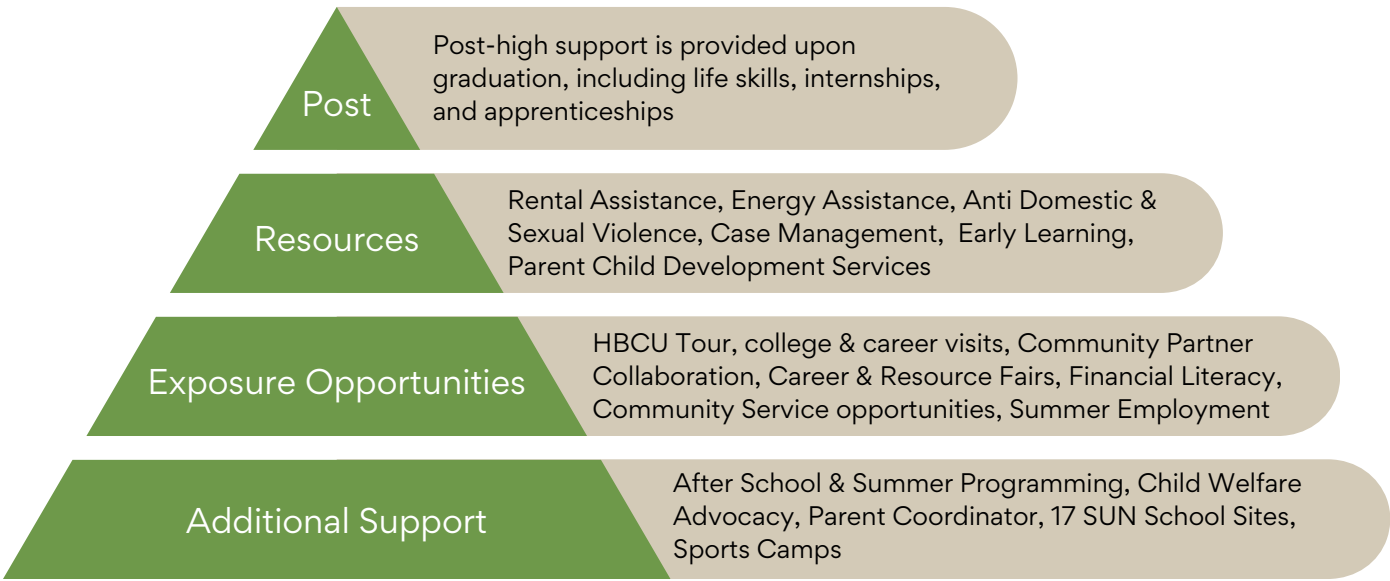 Post
Post-high support is provided upon
graduation, including life skills, internships,
and apprenticeships
Resources
Rental Assistance, Energy Assistance, Anti Domestic &
Sexual Violence, Case Management,  Early Learning,
Parent Child Development Services
Exposure Opportunities
HBCU Tour, college & career visits, Community Partner
Collaboration, Career & Resource Fairs, Financial Literacy,
Community Service opportunities, Summer Employment
Additional Support
After School & Summer Programming, Child Welfare
Advocacy, Parent Coordinator, 17 SUN School Sites,
Sports Camps